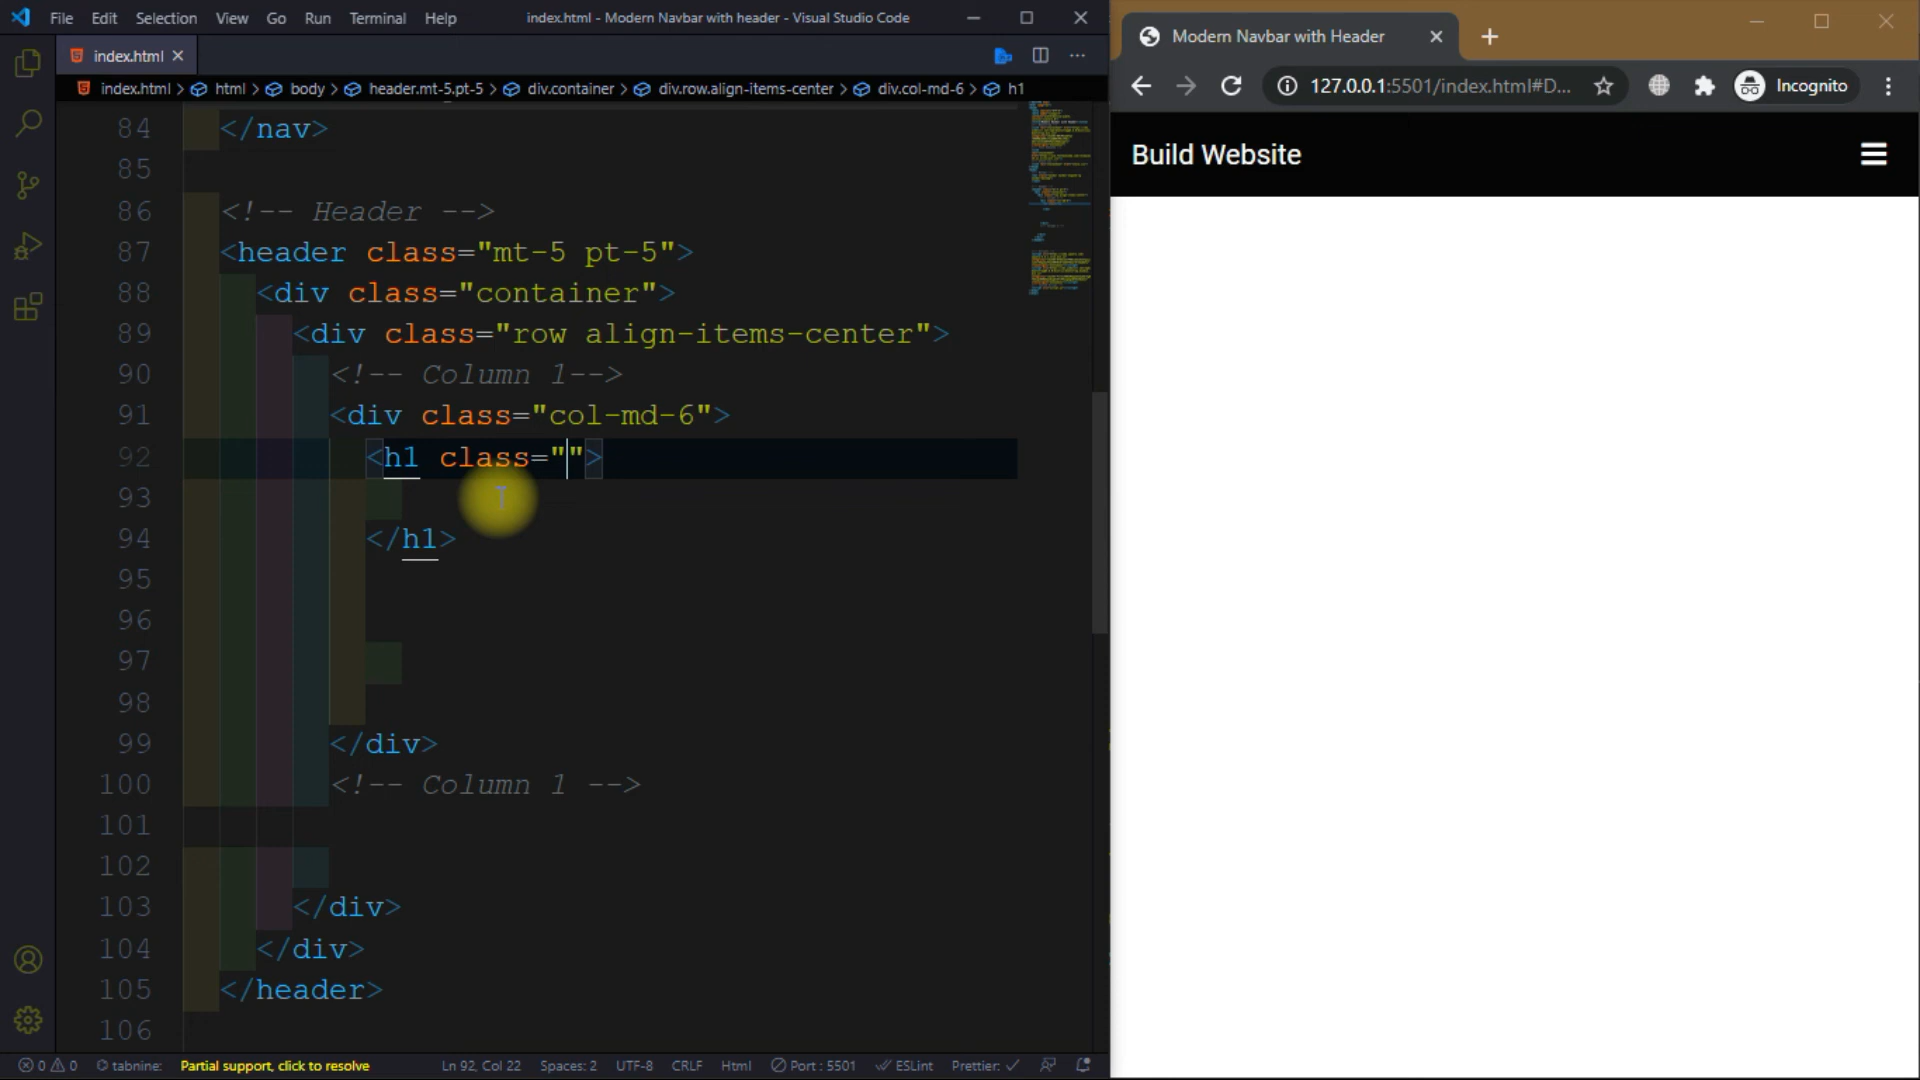 File Edit Selection View Go Run Terminal Help index.html - Modern Navbar with header - Visual Studio Code
index.html
index.html > html > body > header.mt-5.pt-5 > div.container > div.row.align-items-center > div.col-md-6 > h1
84 </nav>
85
86 <!-- Header -->
87 <header class="mt-5 pt-5">
88 <div class="container">
89 <div class="row align-items-center">
90 <!-- Column 1-->
91 <div class="col-md-6">
92 <h1 class="">
93
94 </h1>
95
96
97
98
99 </div>
100 <!-- Column 1 -->
101
102
103 </div>
104 </div>
105 </header>
106
0 0 tabnine: Partial support, click to resolve Ln 92, Col 22 Spaces: 2 UTF-8 CRLF Html Port : 5501 ESLint Prettier:
Modern Navbar with Header
127.0.0.1:5501/index.html#D... Incognito
Build Website